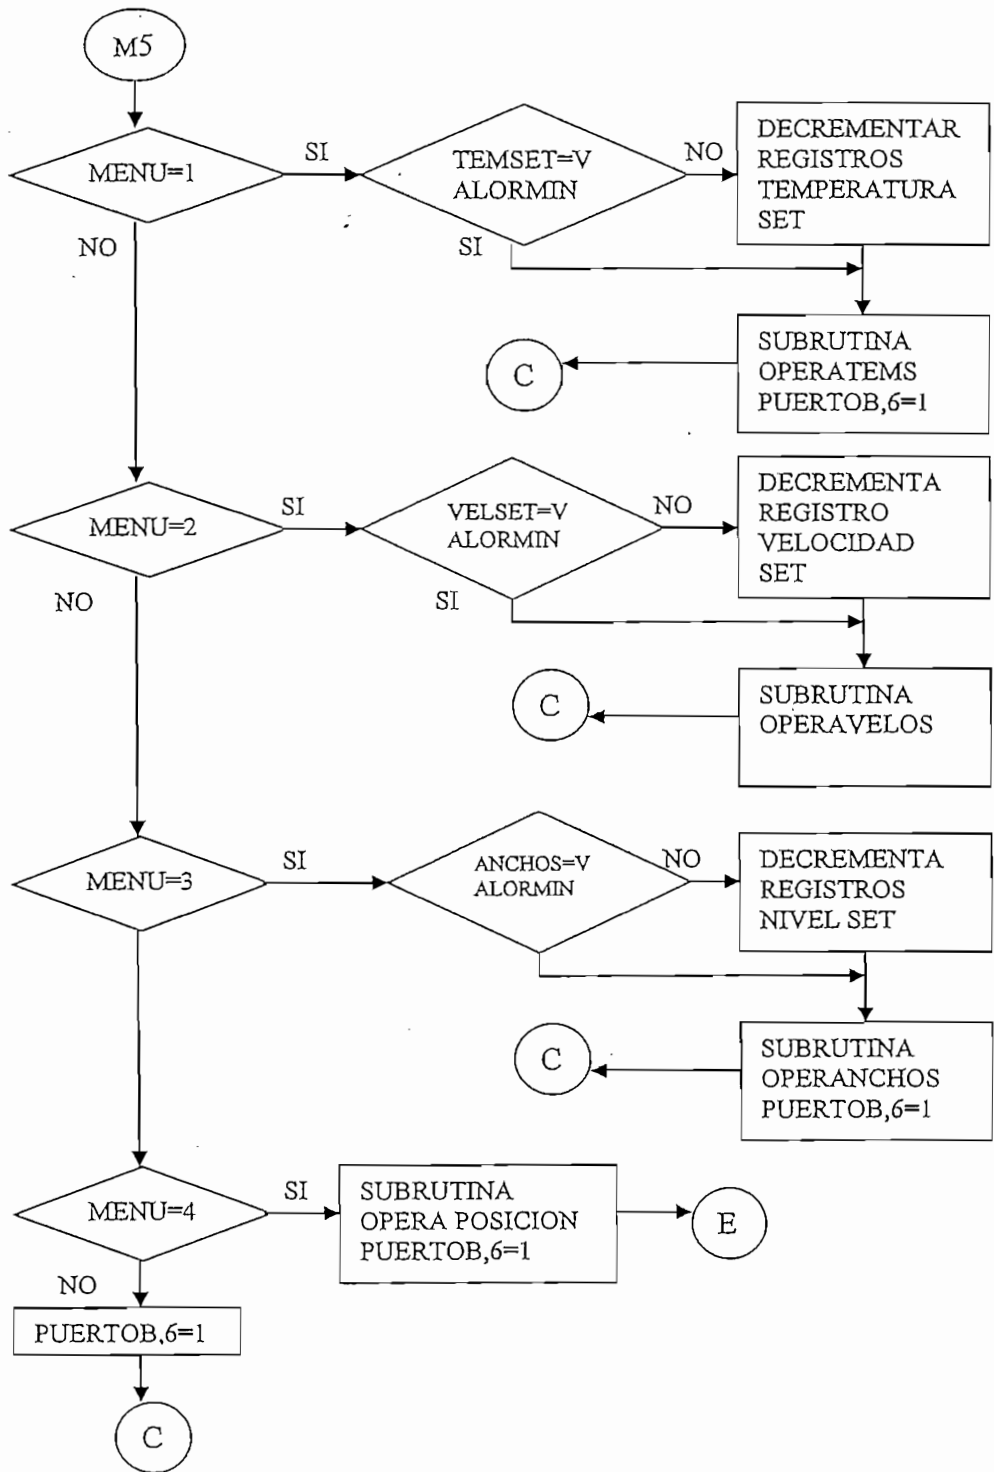 M5
MENU=1
SI
TEMSET=V
ALORMIN
NO
DECREMENTAR
REGISTROS
TEMPERATURA
SET
NO
SI
SUBRUTINA
OPERATEMS
PUERTOB,6=1
C
MENU=2
SI
VELSET=V
ALORMIN
NO
DECREMENTA
REGISTRO
VELOCIDAD
SET
NO
SI
SUBRUTINA
OPERAVELOS
C
MENU=3
SI
ANCHOS=V
ALORMIN
NO
DECREMENTA
REGISTROS
NIVEL SET
SUBRUTINA
OPERANCHOS
PUERTOB,6=1
C
MENU=4
SI
SUBRUTINA
OPERA POSICION
PUERTOB,6=1
E
NO
PUERTOB,6=1
C